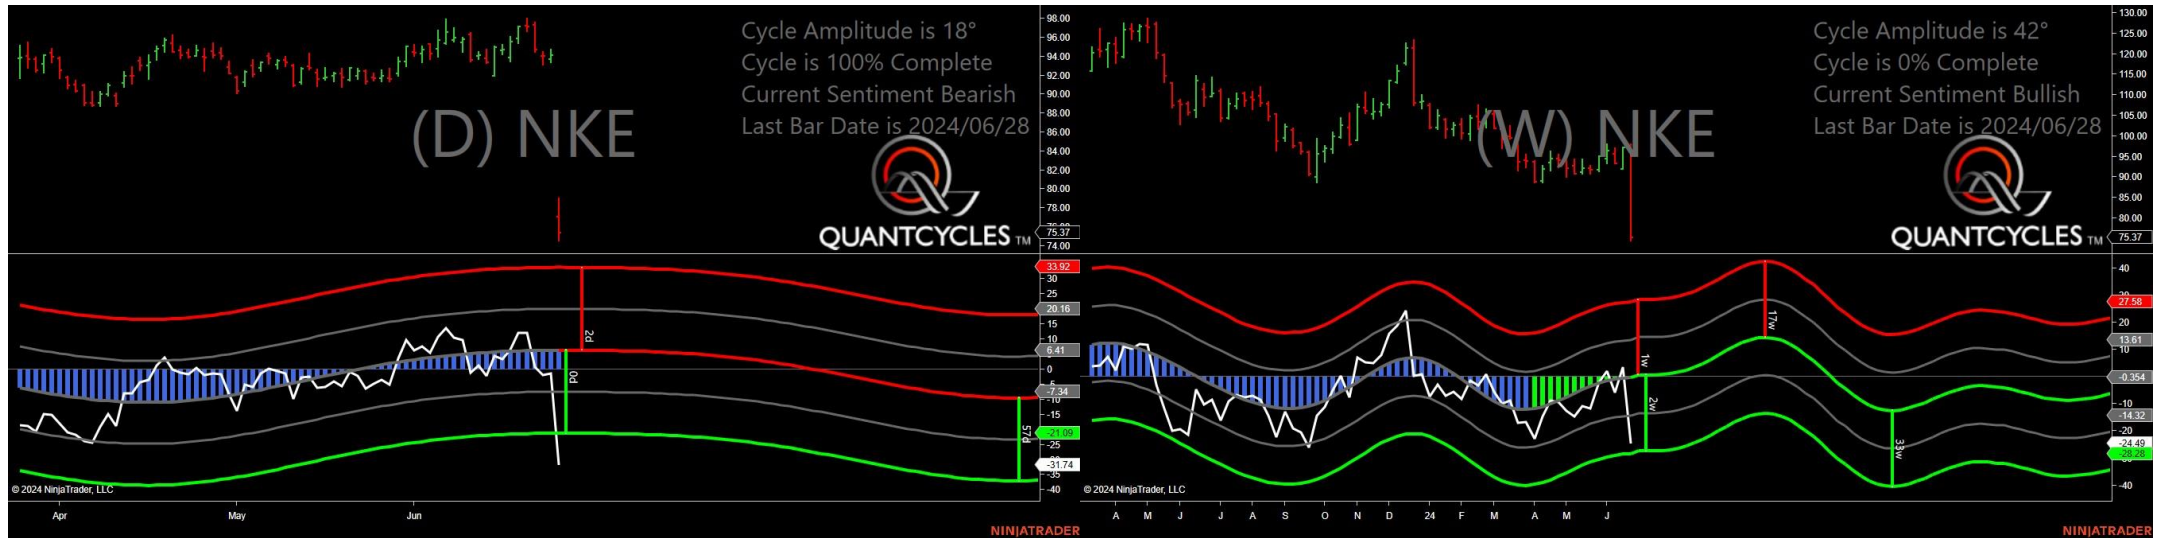 Cycle Amplitude is 18°
Cycle is 100% Complete
Current Sentiment Bearish
Last Bar Date is 2024/06/28
(D) NKE
QUANTCYCLES TM
98.00
96.00
94.00
92.00
90.00
88.00
86.00
84.00
82.00
80.00
78.00
75.37
74.00
33.92
30
25
20.16
15
10
6.41
0
-5
-7.34
-10
-15
-21.09
-25
-31.74
-35
-40
2d
0d
57d
© 2024 NinjaTrader, LLC
Apr
May
Jun
NINJATRADER
Cycle Amplitude is 42°
Cycle is 0% Complete
Current Sentiment Bullish
Last Bar Date is 2024/06/28
(W) NKE
QUANTCYCLES TM
130.00
125.00
120.00
115.00
110.00
105.00
100.00
95.00
90.00
85.00
80.00
75.37
40
27.58
20
13.61
10
-0.354
-10
-14.32
-20
-24.49
-28.28
-40
1w
2w
17w
33w
© 2024 NinjaTrader, LLC
A M J J A S O N D 24 F M A M J
NINJATRADER